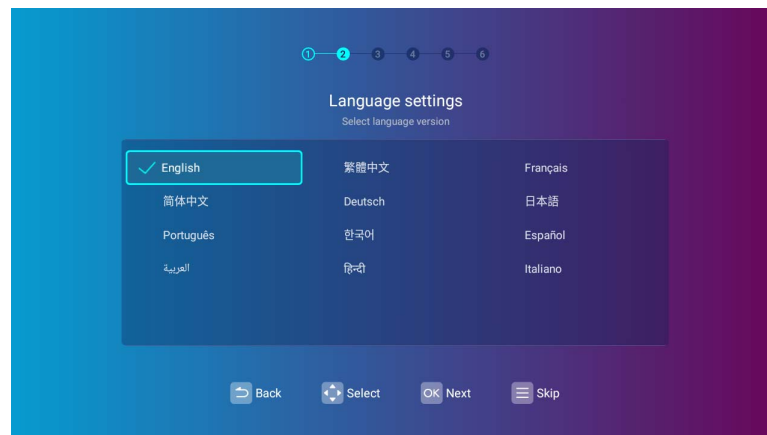 1 2 3 4 5 6
Language settings
Select language version
English 繁體中文 Français
简体中文 Deutsch 日本語
Português 한국어 Español
العربية हिन्दी Italiano
Back Select OK Next Skip